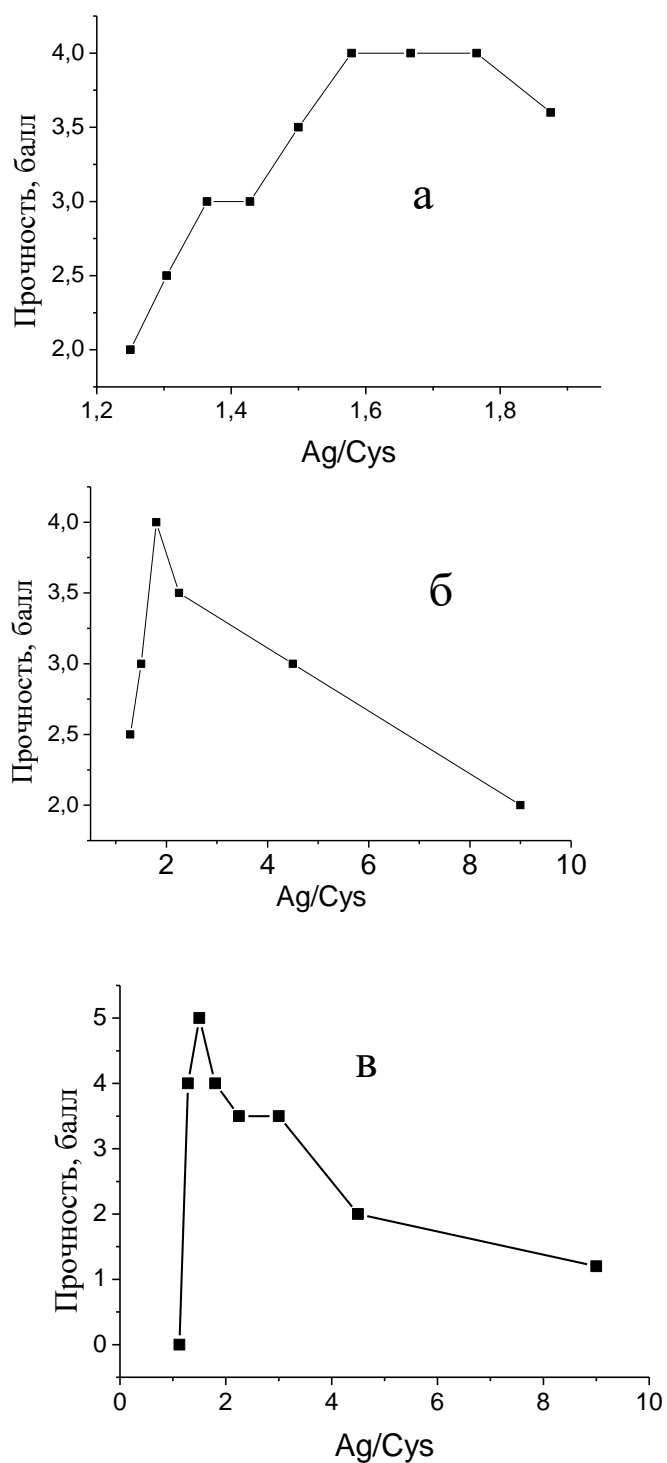 4,0
3,5
3,0
2,5
2,0
Прочность, балл
а
1,2 1,4 1,6 1,8
Ag/Cys
4,0
3,5
3,0
2,5
2,0
Прочность, балл
б
2 4 6 8 10
Ag/Cys
5
4
3
2
1
0
Прочность, балл
в
0 2 4 6 8 10
Ag/Cys